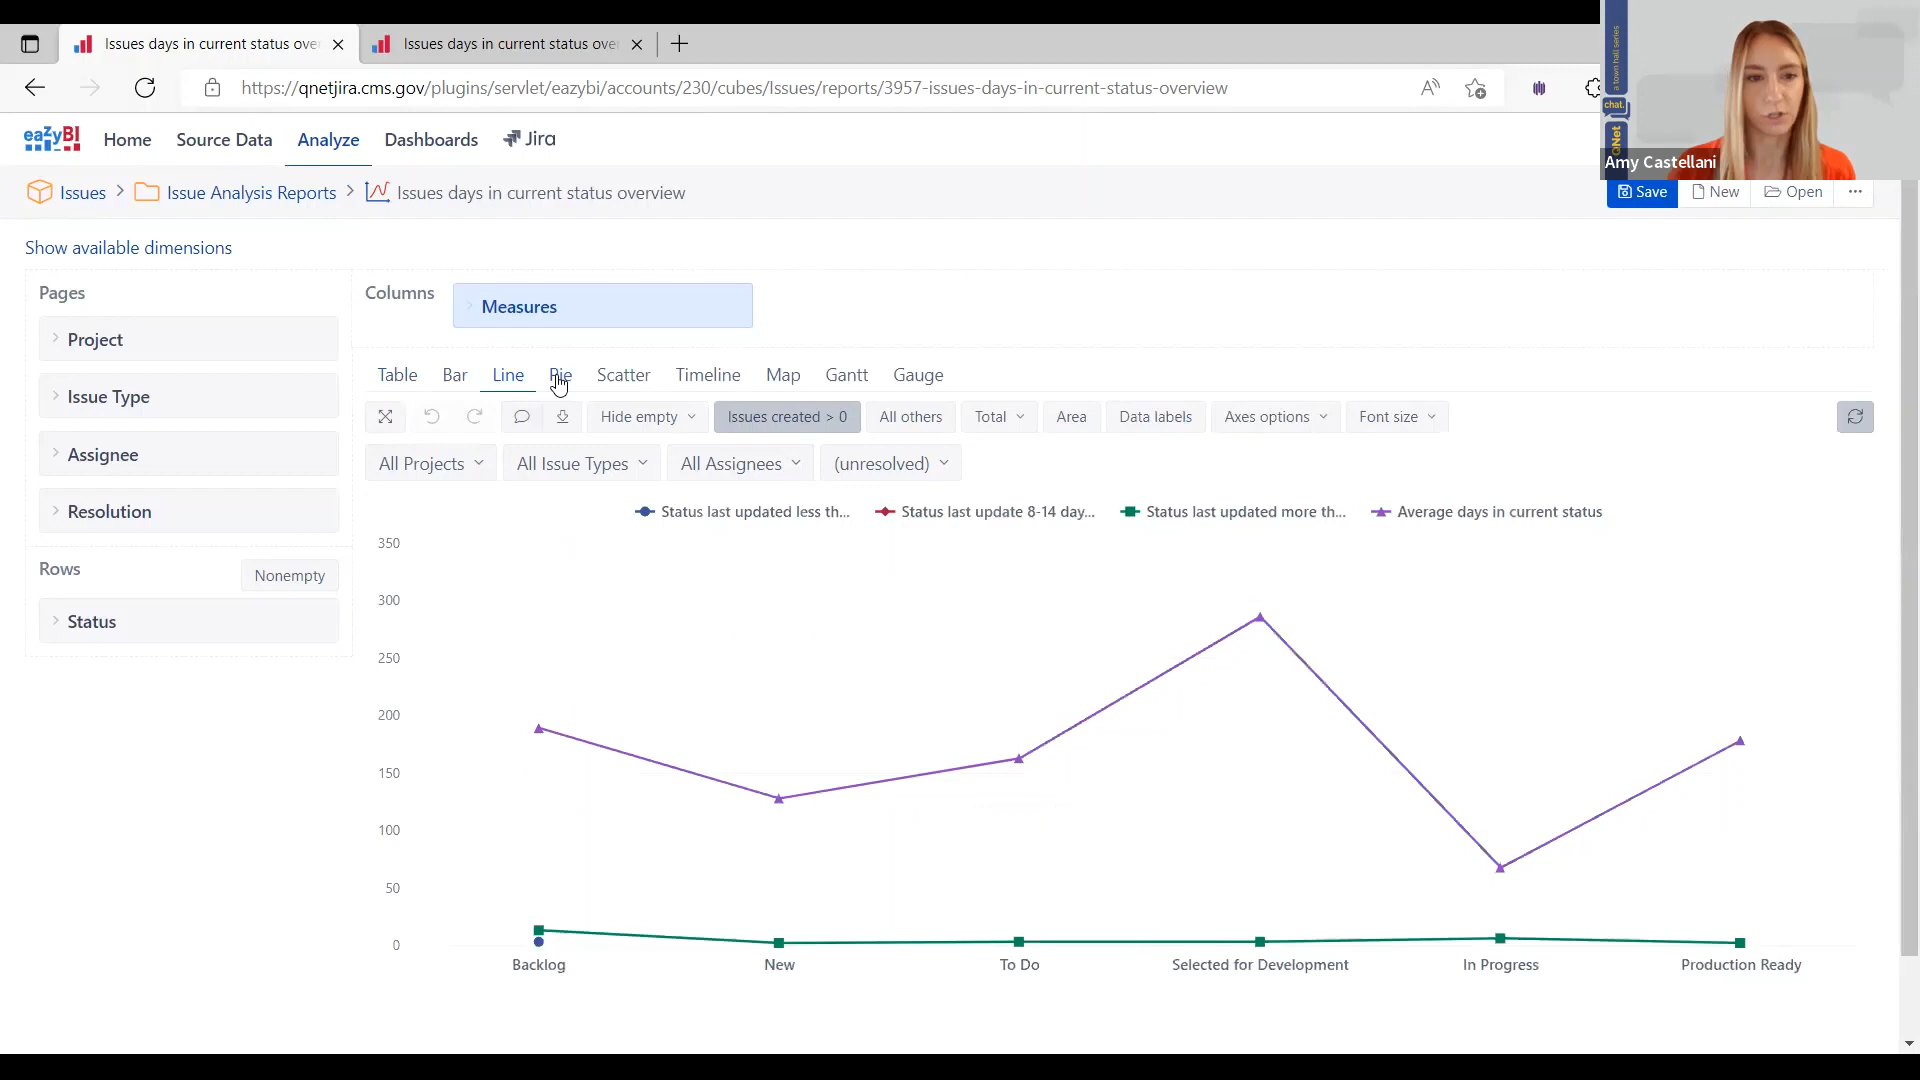 Issues days in current status ove
Issues days in current status ove
https://qnetjira.cms.gov/plugins/servlet/eazybi/accounts/230/cubes/Issues/reports/3957-issues-days-in-current-status-overview
a town hall series
chat.
QNet
Amy Castellani
eaZyBI Home Source Data Analyze Dashboards Jira
Issues > Issue Analysis Reports > Issues days in current status overview
Save New Open ...
Show available dimensions
Pages
Project
Issue Type
Assignee
Resolution
Rows Nonempty
Status
Columns Measures
Table Bar Line Pie Scatter Timeline Map Gantt Gauge
Hide empty Issues created > 0 All others Total Area Data labels Axes options Font size
All Projects All Issue Types All Assignees (unresolved)
Status last updated less th... Status last update 8-14 day... Status last updated more th... Average days in current status
350
300
250
200
150
100
50
0
Backlog New To Do Selected for Development In Progress Production Ready